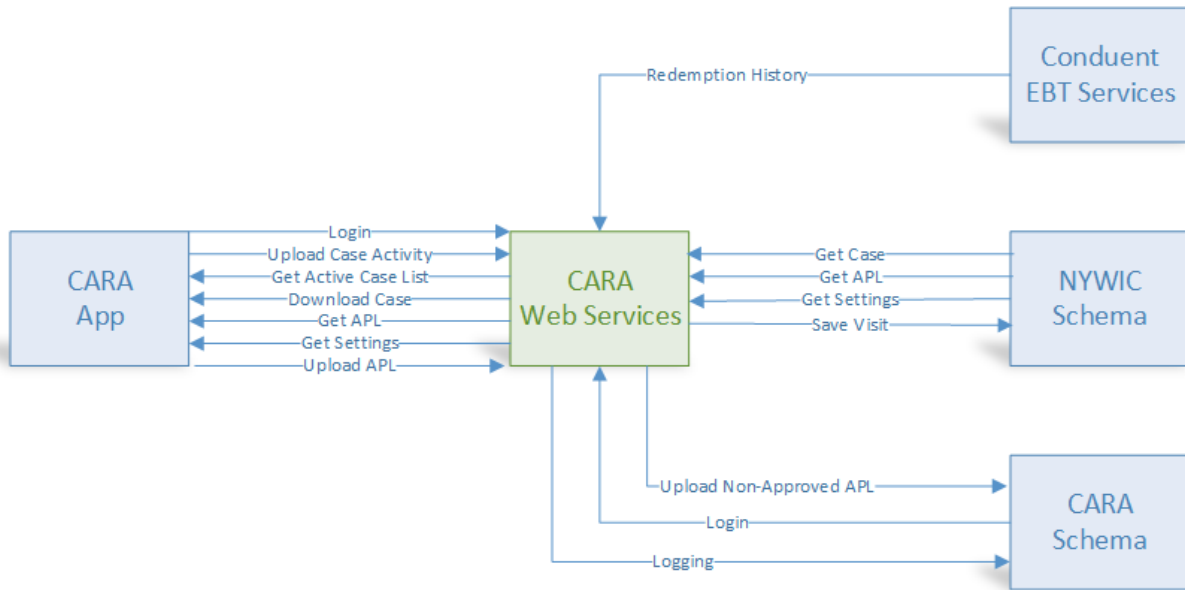 Conduent
EBT Services
Redemption History
CARA
App
Login
Upload Case Activity
Get Active Case List
Download Case
Get APL
Get Settings
Upload APL
CARA
Web Services
Get Case
Get APL
Get Settings
Save Visit
NYWIC
Schema
Upload Non-Approved APL
Login
Logging
CARA
Schema